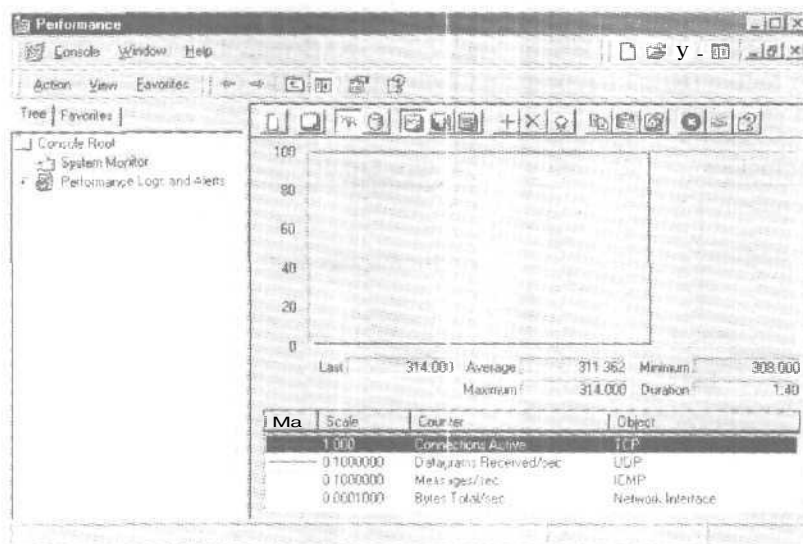 Performance
Console Window Help y -
Action View Favorites
Tree Favorites
Console Root
System Monitor
Performance Logs and Alerts
100
80
60
40
20
0
Last 314.000 Average 311.362 Minimum 308.000
Maximum 314.000 Duration 1:40
Ma Scale Counter Object
1.000 Connections Active TCP
0.1000000 Datagrams Received/sec UDP
0.1000000 Messages/sec ICMP
0.0001000 Bytes Total/sec Network Interface